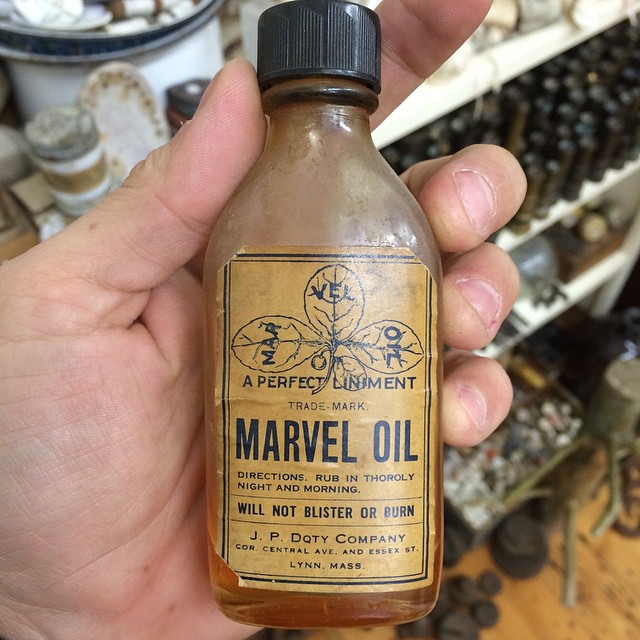 MAR VEL OIL
A PERFECT LINIMENT
TRADE-MARK.
MARVEL OIL
DIRECTIONS. RUB IN THOROLY
NIGHT AND MORNING.
WILL NOT BLISTER OR BURN
J. P. DOTY COMPANY
COR. CENTRAL AVE. AND ESSEX ST.
LYNN, MASS.